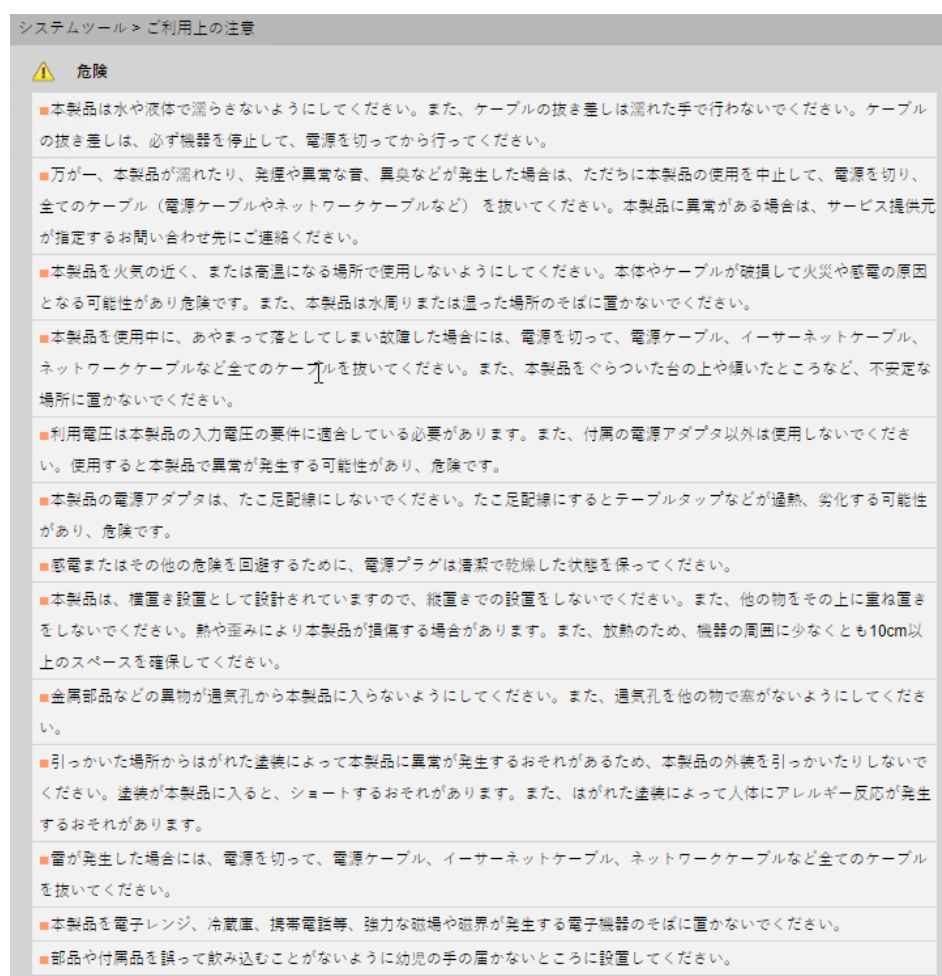 システムツール > ご利用上の注意
危険
■本製品は水や液体で濡らさないようにしてください。また、ケーブルの抜き差しは濡れた手で行わないでください。ケーブル
の抜き差しは、必ず機器を停止して、電源を切ってから行ってください。
■万が一、本製品が濡れたり、発煙や異常な音、異臭などが発生した場合は、ただちに本製品の使用を中止して、電源を切り、
全てのケーブル（電源ケーブルやネットワークケーブルなど） を抜いてください。本製品に異常がある場合は、サービス提供元
が指定するお問い合わせ先にご連絡ください。
■本製品を火気の近く、または高温になる場所で使用しないようにしてください。本体やケーブルが破損して火災や感電の原因
となる可能性があり危険です。また、本製品は水周りまたは湿った場所のそばに置かないでください。
■本製品を使用中に、あやまって落としてしまい故障した場合には、電源を切って、電源ケーブル、イーサーネットケーブル、
ネットワークケーブルなど全てのケーブルを抜いてください。また、本製品をぐらついた台の上や傾いたところなど、不安定な
場所に置かないでください。
■利用電圧は本製品の入力電圧の要件に適合している必要があります。また、付属の電源アダプタ以外は使用しないでくださ
い。使用すると本製品で異常が発生する可能性があり、危険です。
■本製品の電源アダプタは、たこ足配線にしないでください。たこ足配線にするとテーブルタップなどが過熱、劣化する可能性
があり、危険です。
■感電またはその他の危険を回避するために、電源プラグは清潔で乾燥した状態を保ってください。
■本製品は、横置き設置として設計されていますので、縦置きでの設置をしないでください。また、他の物をその上に重ね置き
をしないでください。熱や歪みにより本製品が損傷する場合があります。また、放熱のため、機器の周囲に少なくとも10cm以
上のスペースを確保してください。
■金属部品などの異物が通気孔から本製品に入らないようにしてください。また、通気孔を他の物で塞がないようにしてくださ
い。
■引っかいた場所からはがれた塗装によって本製品に異常が発生するおそれがあるため、本製品の外装を引っかいたりしないで
ください。塗装が本製品に入ると、ショートするおそれがあります。また、はがれた塗装によって人体にアレルギー反応が発生
するおそれがあります。
■雷が発生した場合には、電源を切って、電源ケーブル、イーサーネットケーブル、ネットワークケーブルなど全てのケーブル
を抜いてください。
■本製品を電子レンジ、冷蔵庫、携帯電話等、強力な磁場や磁界が発生する電子機器のそばに置かないでください。
■部品や付属品を誤って飲み込むことがないように幼児の手の届かないところに設置してください。